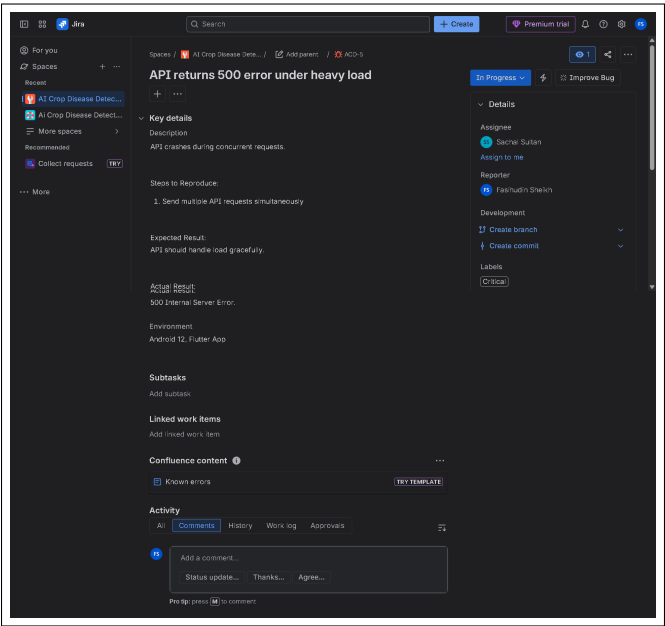 Jira
Search
+ Create
Premium trial
FS
For you
Spaces
Recent
AI Crop Disease Detec...
Ai Crop Disease Detect...
More spaces
Recommended
Collect requests TRY
More
Spaces / AI Crop Disease Dete... / Add parent / ACD-5
API returns 500 error under heavy load
Key details
Description
API crashes during concurrent requests.
Steps to Reproduce:
1. Send multiple API requests simultaneously
Expected Result:
API should handle load gracefully.
Actual Result:
Actual Result:
500 Internal Server Error.
Environment
Android 12, Flutter App
Subtasks
Add subtask
Linked work items
Add linked work item
Confluence content
Known errors TRY TEMPLATE
Activity
All Comments History Work log Approvals
FS
Add a comment...
Status update... Thanks... Agree...
Pro tip: press M to comment
1
In Progress
Improve Bug
Details
Assignee
SS Sachal Sultan
Assign to me
Reporter
FS Fasihudin Sheikh
Development
Create branch
Create commit
Labels
Critical